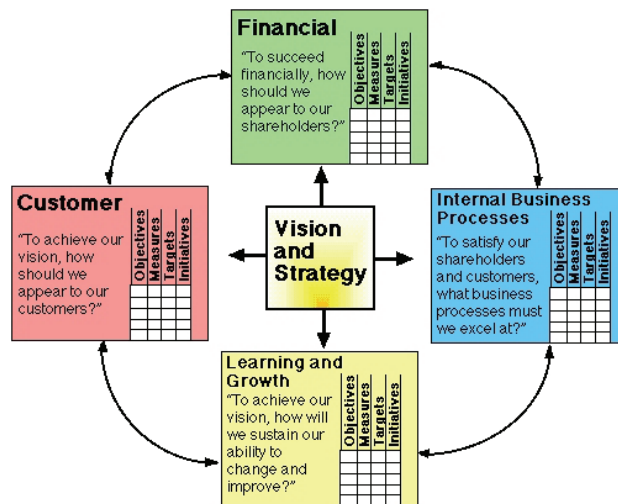 Financial
"To succeed
financially, how
should we
appear to our
shareholders?"
Objectives
Measures
Targets
Initiatives
Customer
"To achieve our
vision, how
should we
appear to our
customers?"
Objectives
Measures
Targets
Initiatives
Vision
and
Strategy
Internal Business
Processes
"To satisfy our
shareholders
and customers,
what business
processes must
we excel at?"
Objectives
Measures
Targets
Initiatives
Learning and
Growth
"To achieve our
vision, how will
we sustain our
ability to
change and
improve?"
Objectives
Measures
Targets
Initiatives